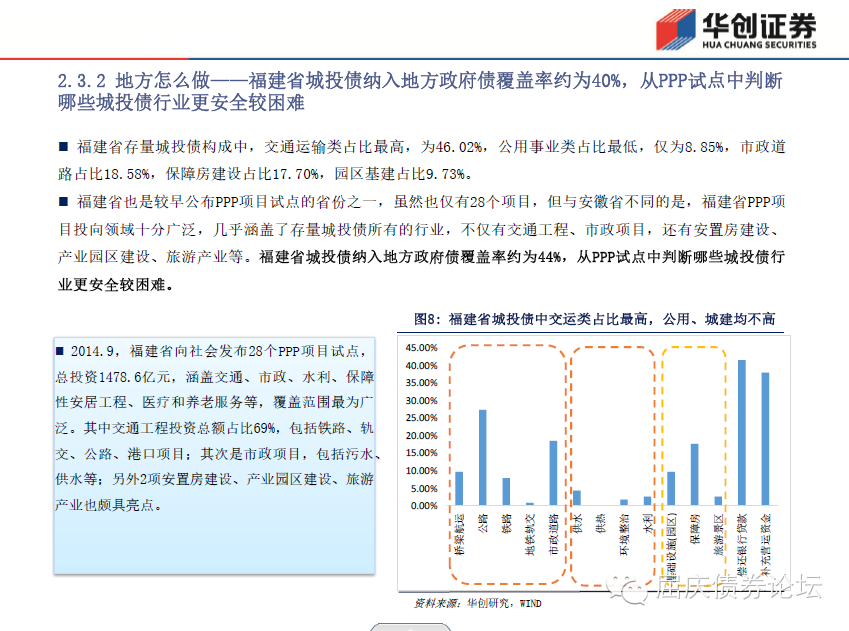 华创证券
HUA CHUANG SECURITIES
2.3.2 地方怎么做——福建省城投债纳入地方政府债覆盖率约为40%，从PPP试点中判断
哪些城投债行业更安全较困难
■ 福建省存量城投债构成中，交通运输类占比最高，为46.02%，公用事业类占比最低，仅为8.85%，市政道
路占比18.58%，保障房建设占比17.70%，园区基建占比9.73%。
■ 福建省也是较早公布PPP项目试点的省份之一，虽然也仅有28个项目，但与安徽省不同的是，福建省PPP项
目投向领域十分广泛，几乎涵盖了存量城投债所有的行业，不仅有交通工程、市政项目，还有安置房建设、
产业园区建设、旅游产业等。福建省城投债纳入地方政府债覆盖率约为44%，从PPP试点中判断哪些城投债行
业更安全较困难。
■ 2014.9，福建省向社会发布28个PPP项目试点，
总投资1478.6亿元，涵盖交通、市政、水利、保障
性安居工程、医疗和养老服务等，覆盖范围最为广
泛。其中交通工程投资总额占比69%，包括铁路、轨
交、公路、港口项目；其次是市政项目，包括污水、
供水等；另外2项安置房建设、产业园区建设、旅游
产业也颇具亮点。
图8：福建省城投债中交运类占比最高，公用、城建均不高
45.00%
40.00%
35.00%
30.00%
25.00%
20.00%
15.00%
10.00%
5.00%
0.00%
桥梁航运
公路
铁路
地铁轨交
市政道路
供水
供热
环境整治
水利
基础设施(园区)
保障房
旅游景区
偿还银行贷款
补充营运资金
资料来源：华创研究，WIND
屈庆债券论坛